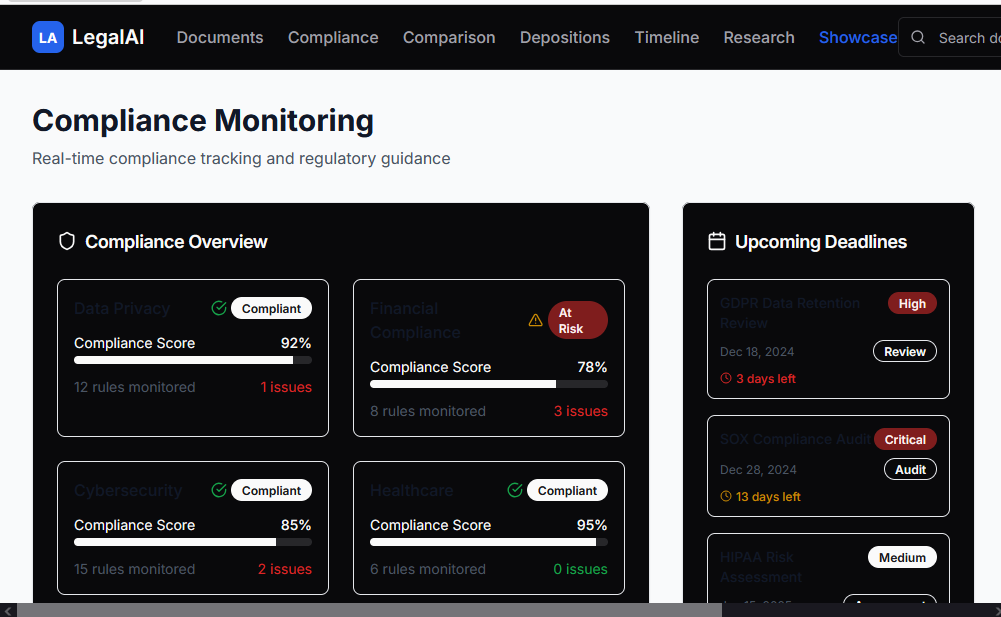 LA LegalAI Documents Compliance Comparison Depositions Timeline Research Showcase Search do
Compliance Monitoring
Real-time compliance tracking and regulatory guidance
Compliance Overview
Data Privacy Compliant
Compliance Score 92%
12 rules monitored 1 issues
Financial
Compliance
At
Risk
Compliance Score 78%
8 rules monitored 3 issues
Cybersecurity Compliant
Compliance Score 85%
15 rules monitored 2 issues
Healthcare Compliant
Compliance Score 95%
6 rules monitored 0 issues
Upcoming Deadlines
GDPR Data Retention
Review
High
Dec 18, 2024 Review
3 days left
SOX Compliance Audit Critical
Dec 28, 2024 Audit
13 days left
HIPAA Risk
Assessment
Medium